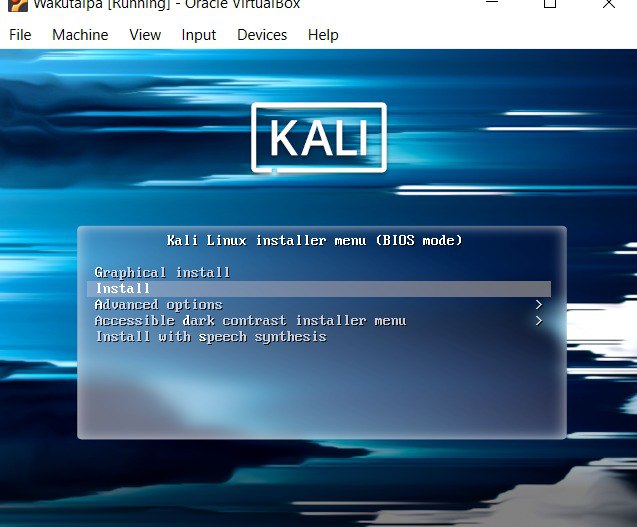 Wakutaipa [Running] - Oracle VirtualBox
File Machine View Input Devices Help
KALI
Kali Linux installer menu (BIOS mode)
Graphical install
Install
Advanced options >
Accessible dark contrast installer menu >
Install with speech synthesis